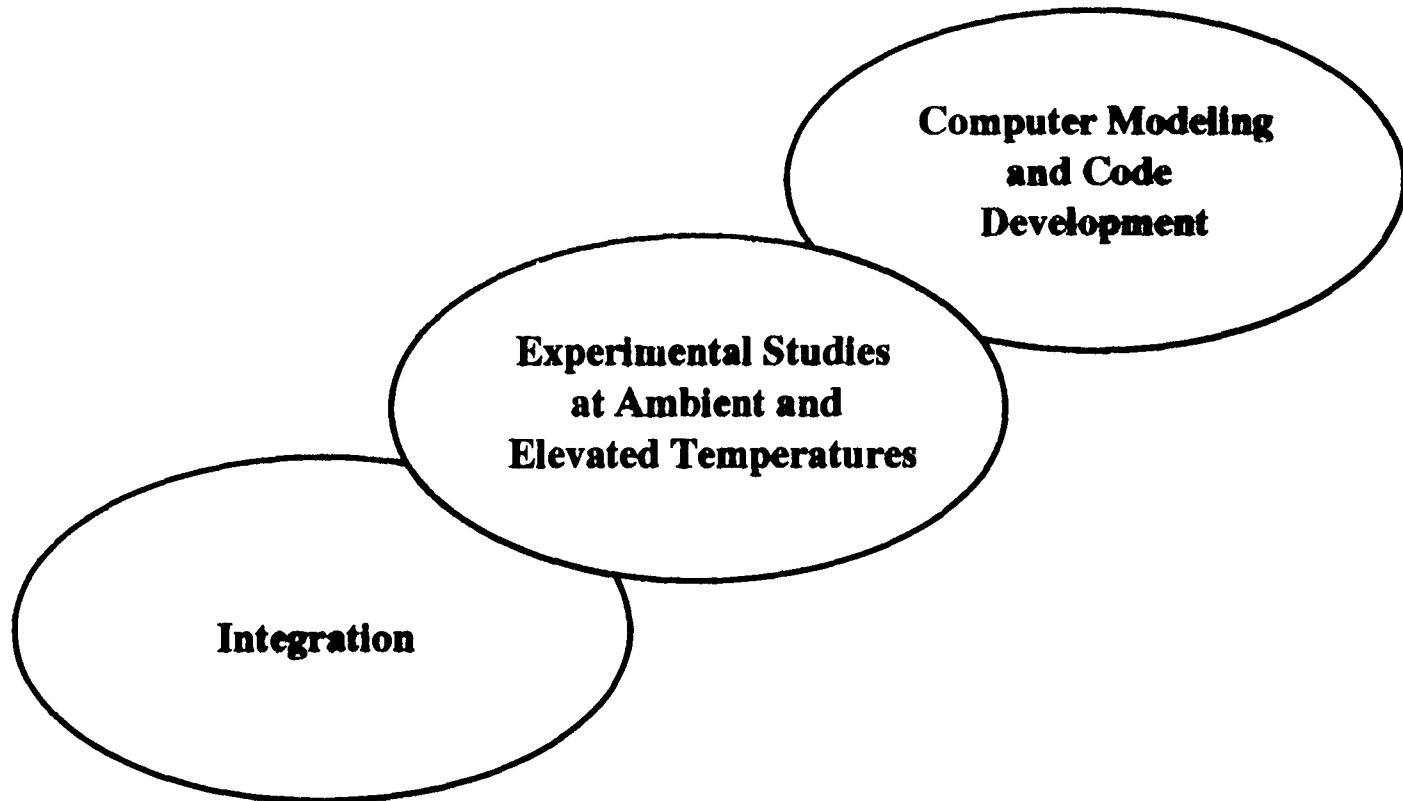 Computer Modeling
and Code
Development
Experimental Studies
at Ambient and
Elevated Temperatures
Integration